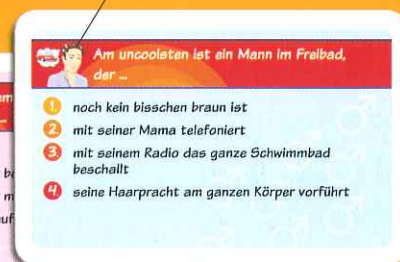 Am uncoolsten ist ein Mann im Freibad,
der ...
1. noch kein bisschen braun ist
2. mit seiner Mama telefoniert
3. mit seinem Radio das ganze Schwimmbad
beschallt
4. seine Haarpracht am ganzen Körper vorführt